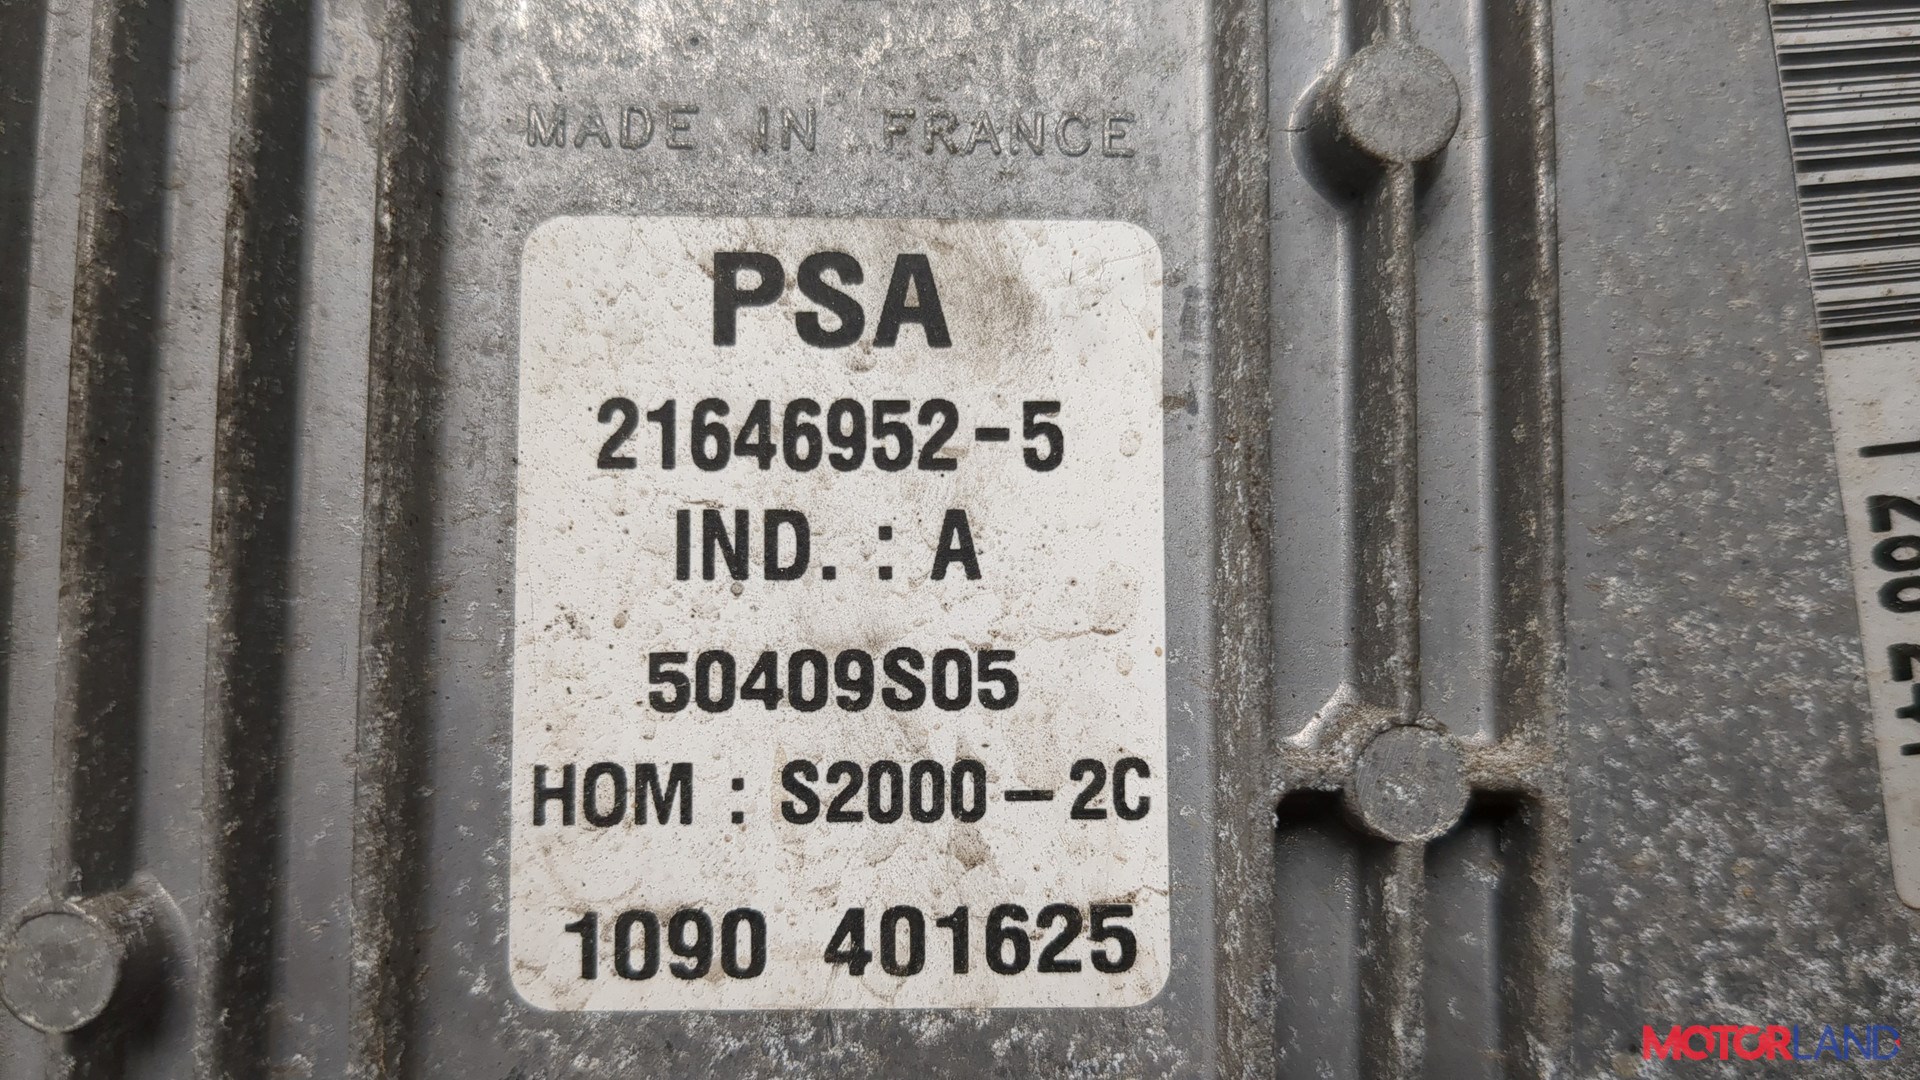 MADE IN FRANCE
PSA
21646952-5
IND. : A
50409S05
HOM : S2000-2C
1090 401625
MOTORLAND